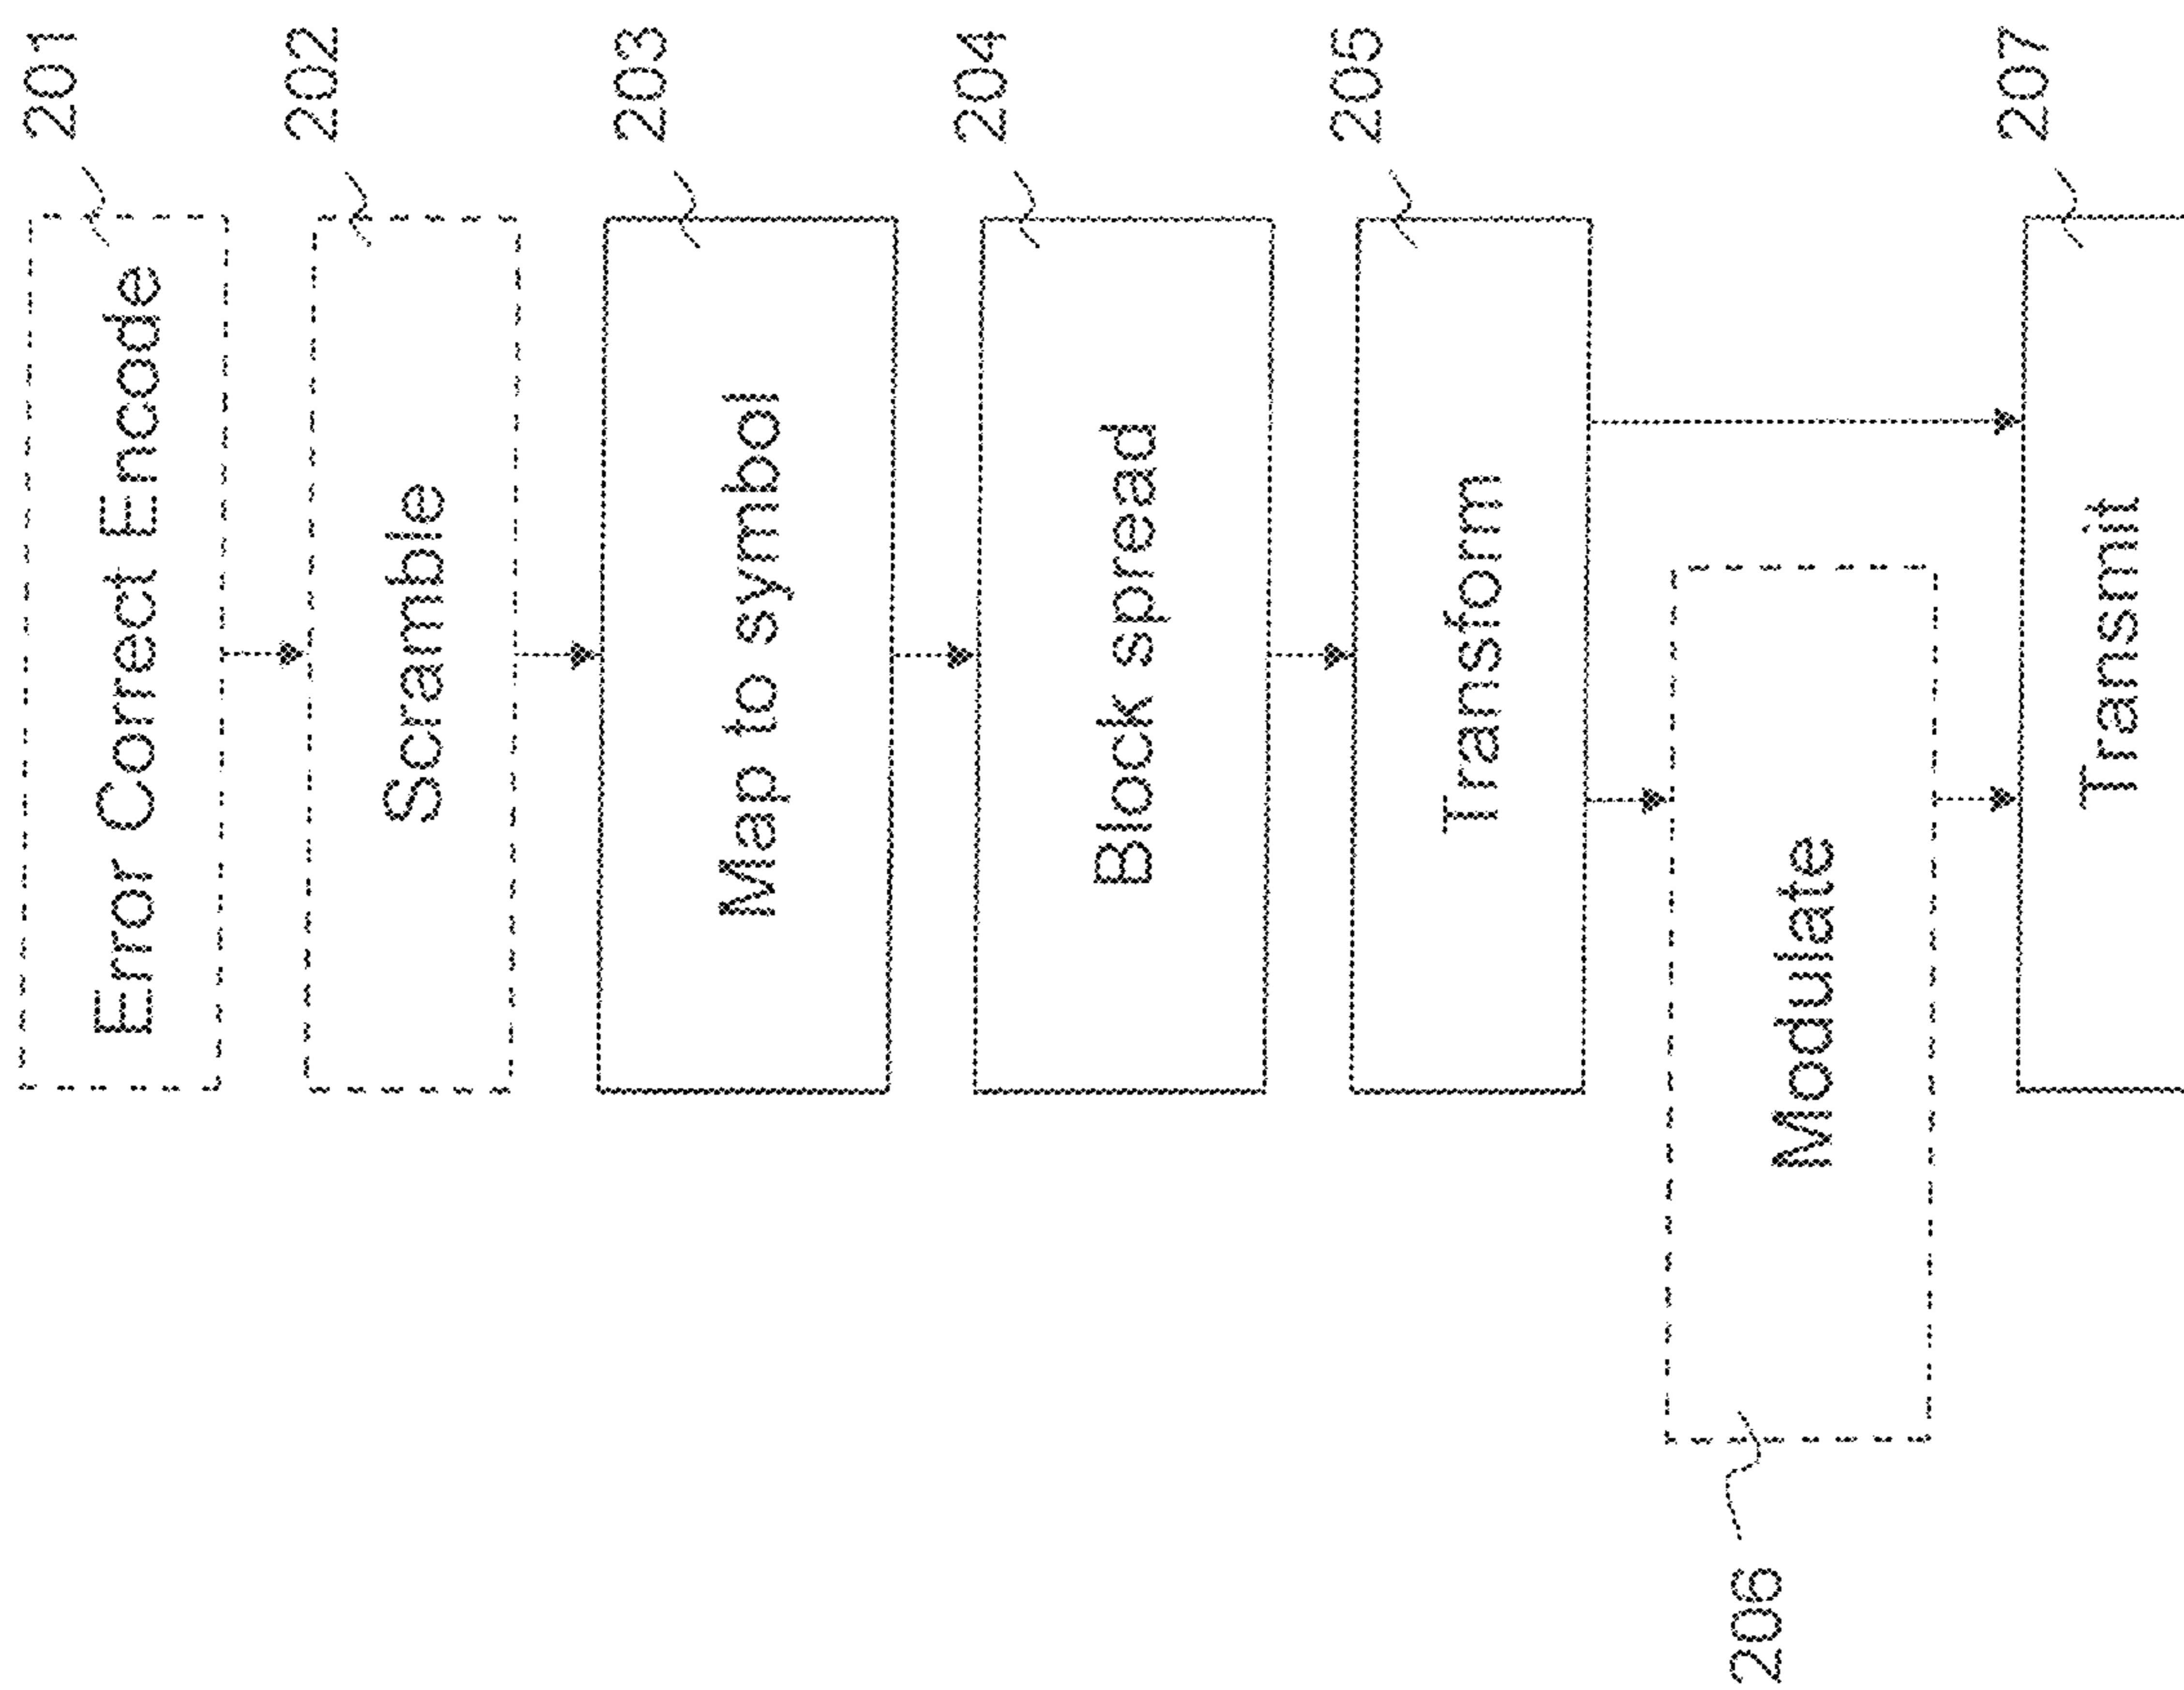 201
Error Correct Encode
202
Scramble
203
Map to symbol
204
Block spread
205
Transform
206
Modulate
207
Transmit